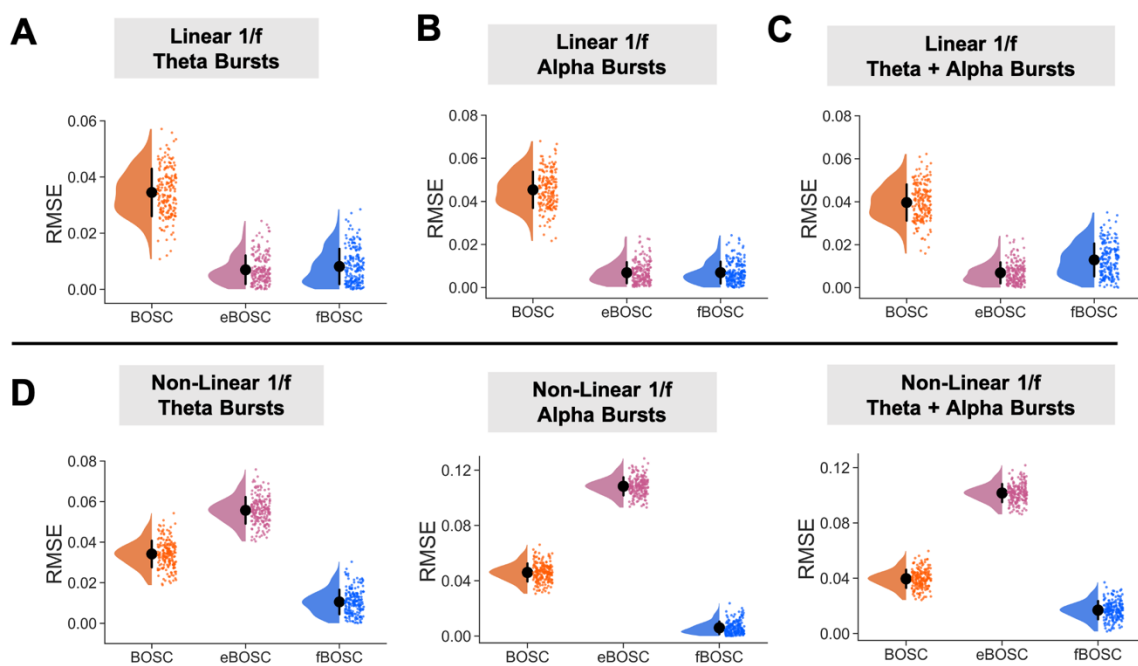 A
Linear 1/f
Theta Bursts
RMSE
0.06
0.04
0.02
0.00
BOSC eBOSC fBOSC
B
Linear 1/f
Alpha Bursts
RMSE
0.08
0.06
0.04
0.02
0.00
BOSC eBOSC fBOSC
C
Linear 1/f
Theta + Alpha Bursts
RMSE
0.08
0.06
0.04
0.02
0.00
BOSC eBOSC fBOSC
D
Non-Linear 1/f
Theta Bursts
RMSE
0.08
0.06
0.04
0.02
0.00
BOSC eBOSC fBOSC
Non-Linear 1/f
Alpha Bursts
RMSE
0.12
0.08
0.04
0.00
BOSC eBOSC fBOSC
Non-Linear 1/f
Theta + Alpha Bursts
RMSE
0.12
0.08
0.04
0.00
BOSC eBOSC fBOSC